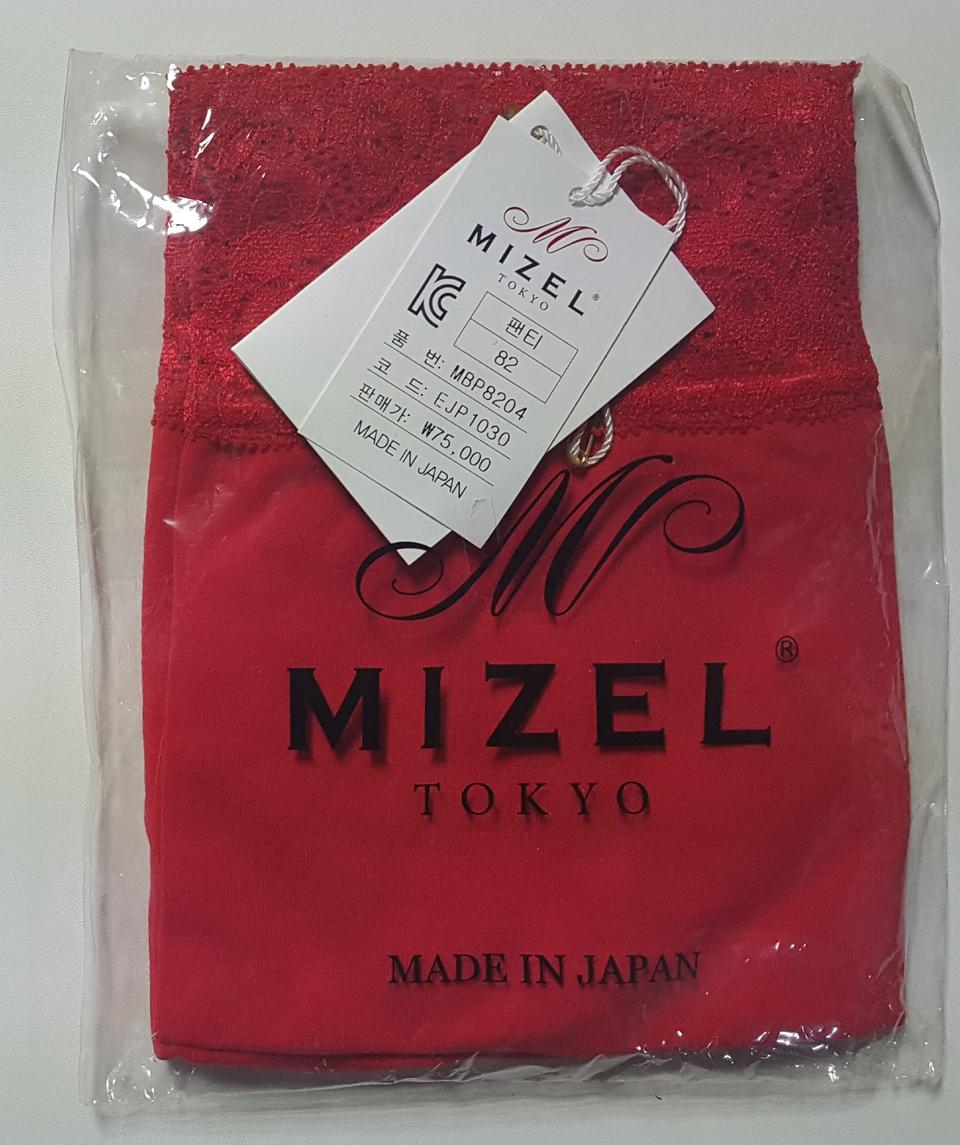 M
MIZEL®
TOKYO
KC
팬티
82
품 번: MBP8204
코 드: EJP1030
판매가: ₩75,000
MADE IN JAPAN
M
MIZEL®
TOKYO
MADE IN JAPAN